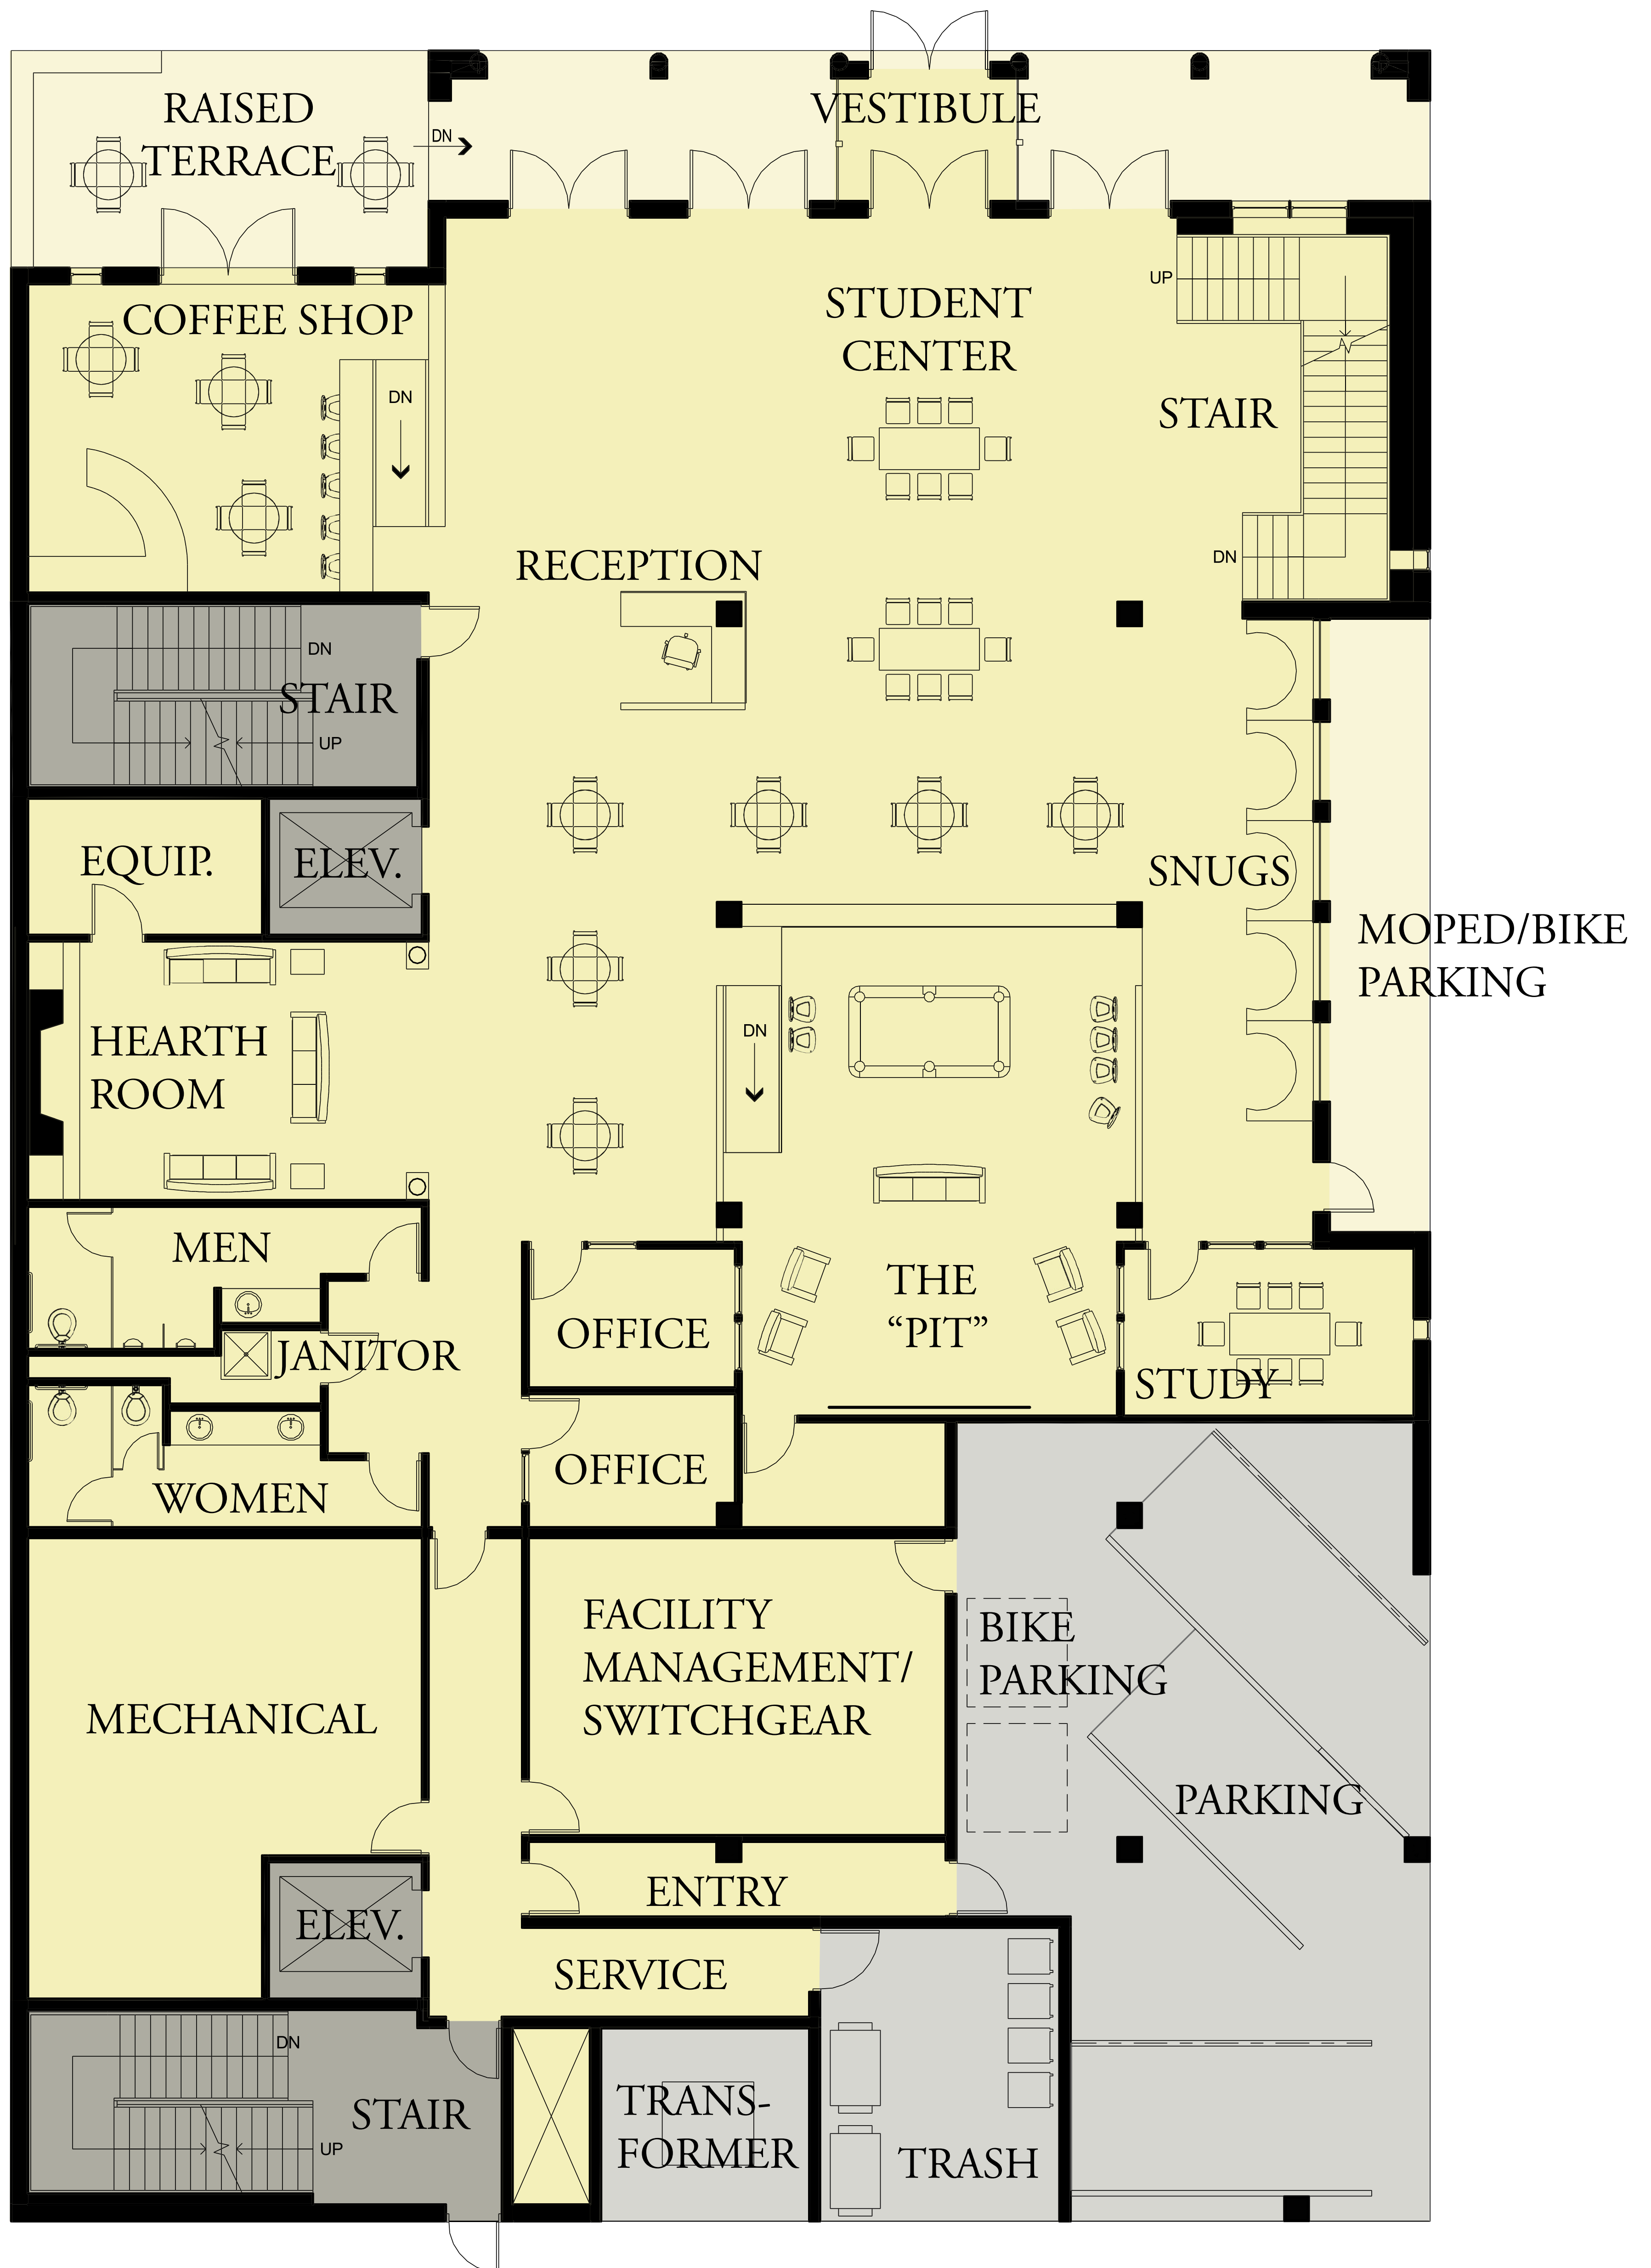 RAISED
TERRACE
DN
VESTIBULE
COFFEE SHOP
DN
STUDENT
CENTER
UP
STAIR
DN
RECEPTION
DN
STAIR
UP
EQUIP.
ELEV.
SNUGS
MOPED/BIKE
PARKING
HEARTH
ROOM
DN
MEN
JANITOR
OFFICE
THE
“PIT”
STUDY
WOMEN
OFFICE
MECHANICAL
FACILITY
MANAGEMENT/
SWITCHGEAR
BIKE
PARKING
PARKING
ELEV.
ENTRY
SERVICE
DN
STAIR
UP
TRANS-
FORMER
TRASH